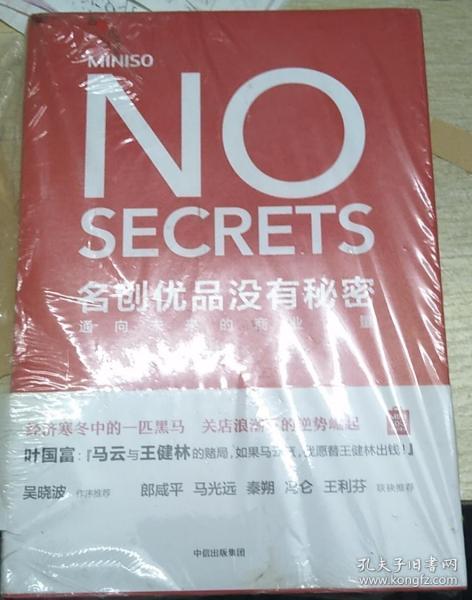 MINISO
NO
SECRETS
名创优品没有秘密
通向未来的商业 量
经济寒冬中的一匹黑马 关店浪潮 的逆势崛起
叶国富:『马云与王健林的赌局,如果马云 ,我愿替王健林出钱!』
吴晓波 作序推荐 郎咸平 马光远 秦朔 冯仑 王利芬 联袂推荐
中信出版集团
孔夫子旧书网
www.kongfz.com